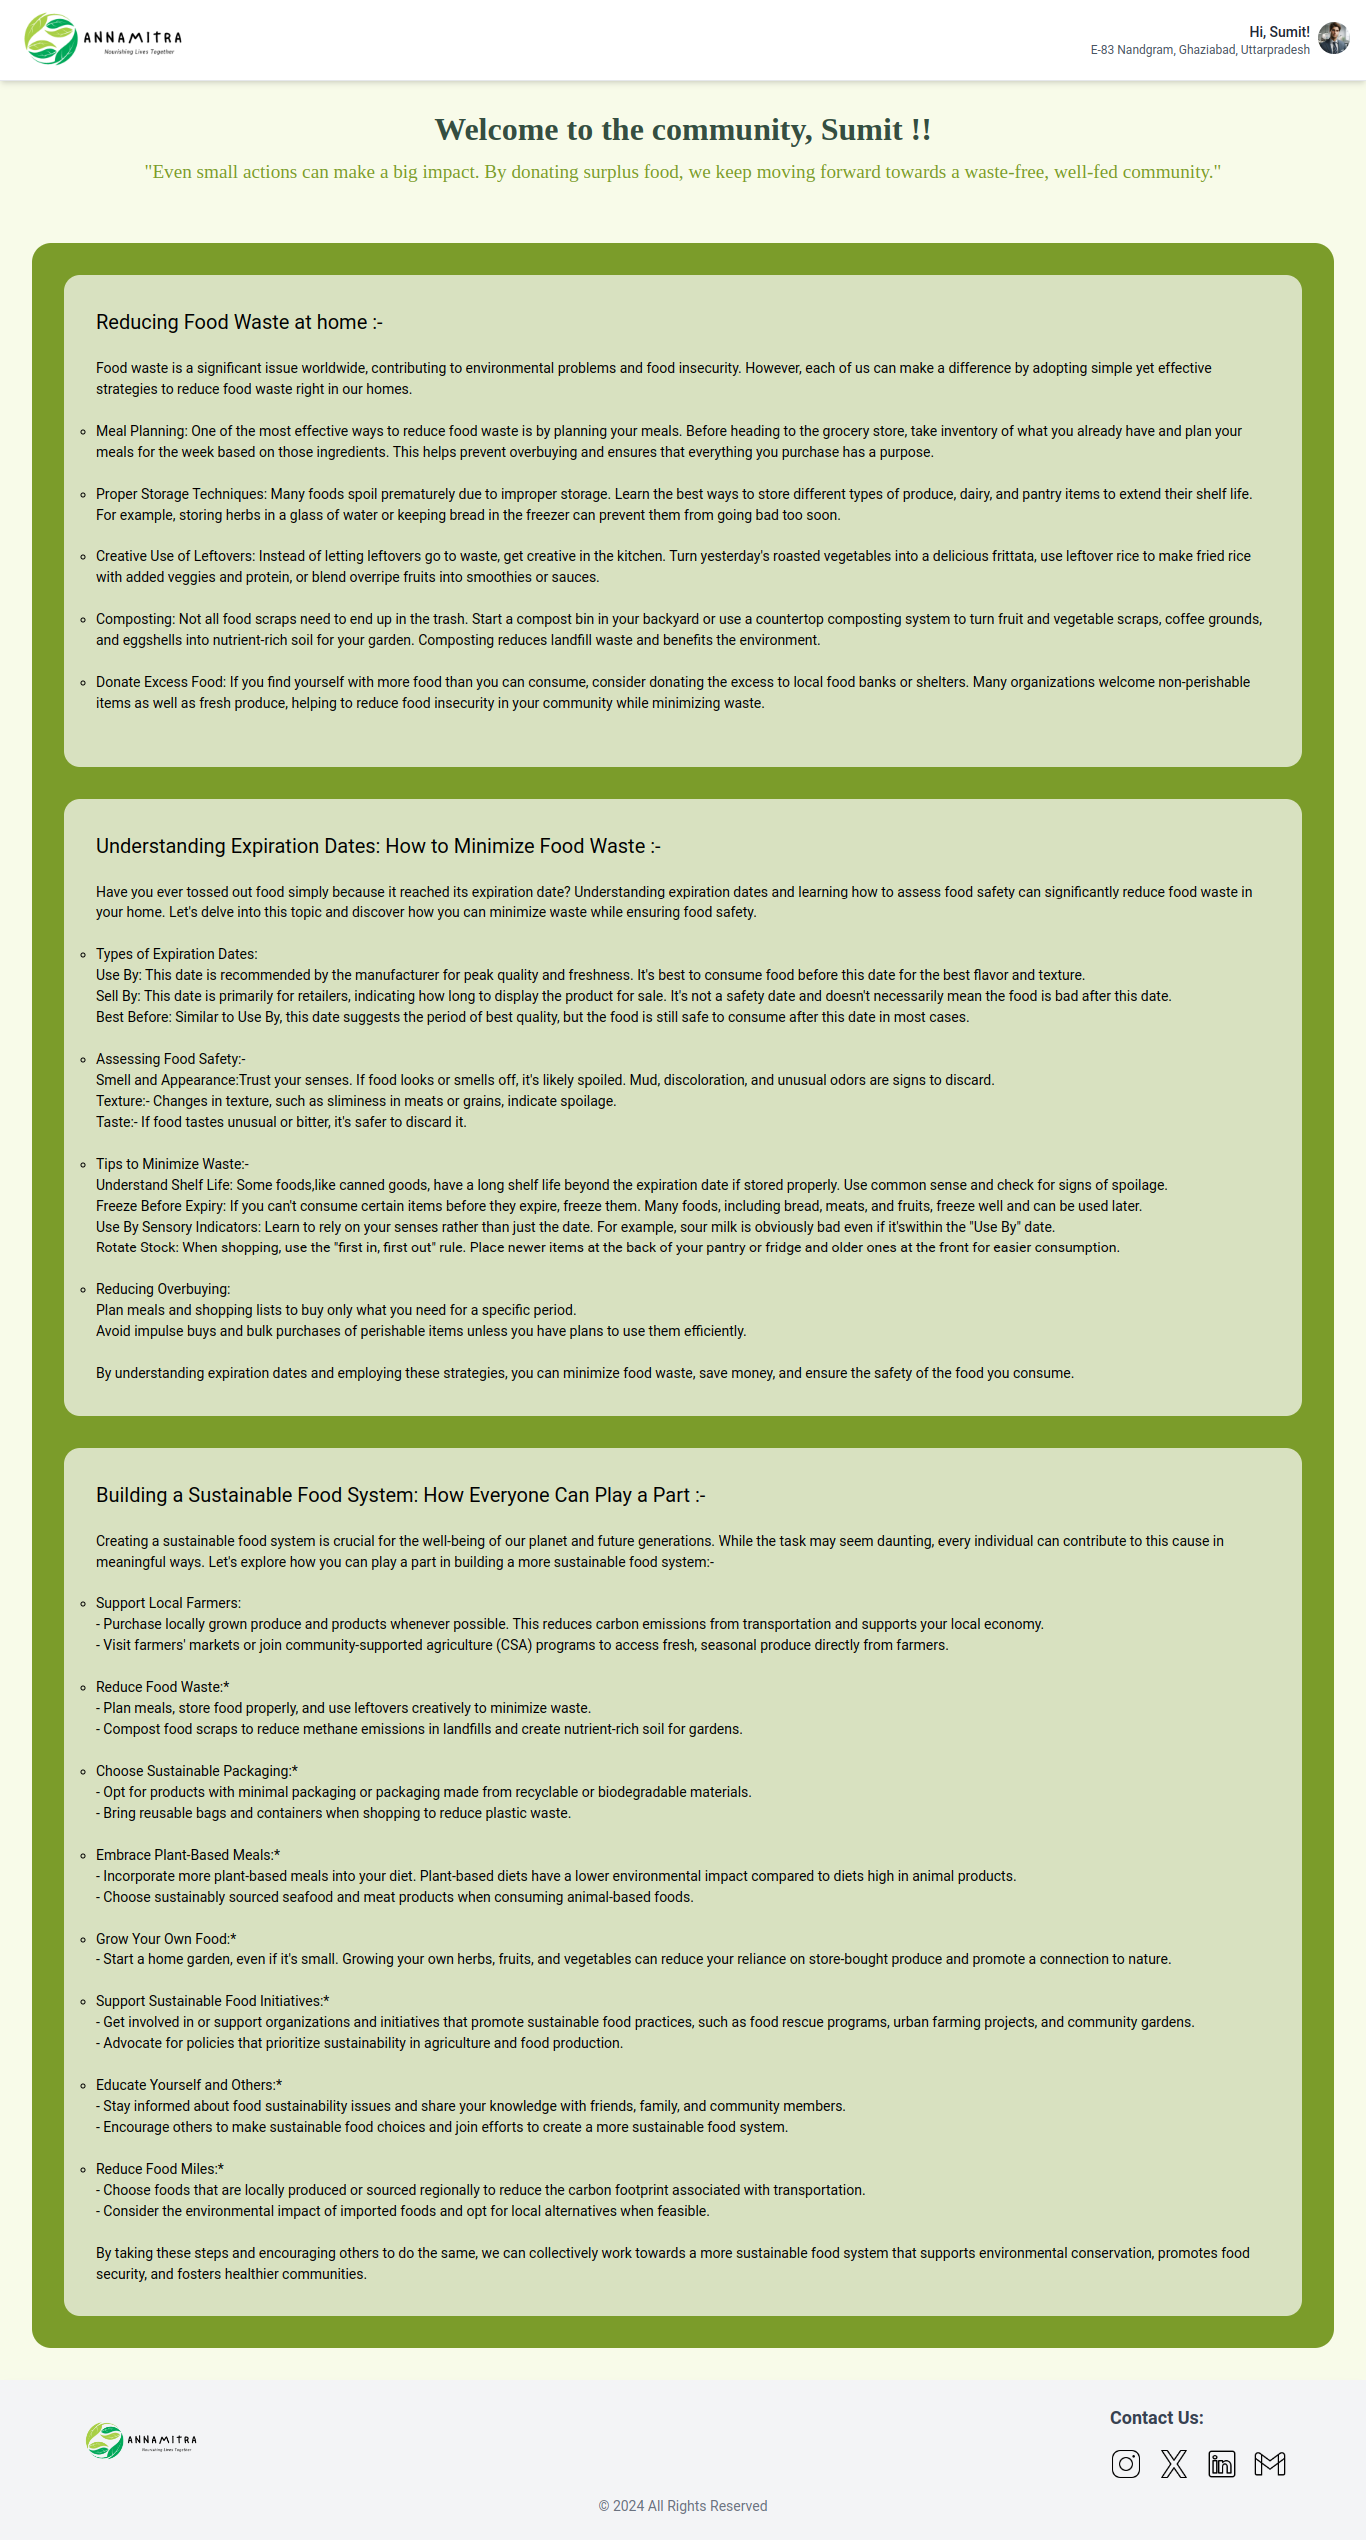 ANNAMITRA
Nourishing Lives Together
Hi, Sumit!
E-83 Nandgram, Ghaziabad, Uttarpradesh
Welcome to the community, Sumit !!
"Even small actions can make a big impact. By donating surplus food, we keep moving forward towards a waste-free, well-fed community."
Reducing Food Waste at home :-
Food waste is a significant issue worldwide, contributing to environmental problems and food insecurity. However, each of us can make a difference by adopting simple yet effective
strategies to reduce food waste right in our homes.
Meal Planning: One of the most effective ways to reduce food waste is by planning your meals. Before heading to the grocery store, take inventory of what you already have and plan your
meals for the week based on those ingredients. This helps prevent overbuying and ensures that everything you purchase has a purpose.
Proper Storage Techniques: Many foods spoil prematurely due to improper storage. Learn the best ways to store different types of produce, dairy, and pantry items to extend their shelf life.
For example, storing herbs in a glass of water or keeping bread in the freezer can prevent them from going bad too soon.
Creative Use of Leftovers: Instead of letting leftovers go to waste, get creative in the kitchen. Turn yesterday's roasted vegetables into a delicious frittata, use leftover rice to make fried rice
with added veggies and protein, or blend overripe fruits into smoothies or sauces.
Composting: Not all food scraps need to end up in the trash. Start a compost bin in your backyard or use a countertop composting system to turn fruit and vegetable scraps, coffee grounds,
and eggshells into nutrient-rich soil for your garden. Composting reduces landfill waste and benefits the environment.
Donate Excess Food: If you find yourself with more food than you can consume, consider donating the excess to local food banks or shelters. Many organizations welcome non-perishable
items as well as fresh produce, helping to reduce food insecurity in your community while minimizing waste.
Understanding Expiration Dates: How to Minimize Food Waste :-
Have you ever tossed out food simply because it reached its expiration date? Understanding expiration dates and learning how to assess food safety can significantly reduce food waste in
your home. Let's delve into this topic and discover how you can minimize waste while ensuring food safety.
Types of Expiration Dates:
Use By: This date is recommended by the manufacturer for peak quality and freshness. It's best to consume food before this date for the best flavor and texture.
Sell By: This date is primarily for retailers, indicating how long to display the product for sale. It's not a safety date and doesn't necessarily mean the food is bad after this date.
Best Before: Similar to Use By, this date suggests the period of best quality, but the food is still safe to consume after this date in most cases.
Assessing Food Safety:-
Smell and Appearance:Trust your senses. If food looks or smells off, it's likely spoiled. Mud, discoloration, and unusual odors are signs to discard.
Texture:- Changes in texture, such as sliminess in meats or grains, indicate spoilage.
Taste:- If food tastes unusual or bitter, it's safer to discard it.
Tips to Minimize Waste:-
Understand Shelf Life: Some foods,like canned goods, have a long shelf life beyond the expiration date if stored properly. Use common sense and check for signs of spoilage.
Freeze Before Expiry: If you can't consume certain items before they expire, freeze them. Many foods, including bread, meats, and fruits, freeze well and can be used later.
Use By Sensory Indicators: Learn to rely on your senses rather than just the date. For example, sour milk is obviously bad even if it'swithin the "Use By" date.
Rotate Stock: When shopping, use the "first in, first out" rule. Place newer items at the back of your pantry or fridge and older ones at the front for easier consumption.
Reducing Overbuying:
Plan meals and shopping lists to buy only what you need for a specific period.
Avoid impulse buys and bulk purchases of perishable items unless you have plans to use them efficiently.
By understanding expiration dates and employing these strategies, you can minimize food waste, save money, and ensure the safety of the food you consume.
Building a Sustainable Food System: How Everyone Can Play a Part :-
Creating a sustainable food system is crucial for the well-being of our planet and future generations. While the task may seem daunting, every individual can contribute to this cause in
meaningful ways. Let's explore how you can play a part in building a more sustainable food system:-
Support Local Farmers:
- Purchase locally grown produce and products whenever possible. This reduces carbon emissions from transportation and supports your local economy.
- Visit farmers' markets or join community-supported agriculture (CSA) programs to access fresh, seasonal produce directly from farmers.
Reduce Food Waste:*
- Plan meals, store food properly, and use leftovers creatively to minimize waste.
- Compost food scraps to reduce methane emissions in landfills and create nutrient-rich soil for gardens.
Choose Sustainable Packaging:*
- Opt for products with minimal packaging or packaging made from recyclable or biodegradable materials.
- Bring reusable bags and containers when shopping to reduce plastic waste.
Embrace Plant-Based Meals:*
- Incorporate more plant-based meals into your diet. Plant-based diets have a lower environmental impact compared to diets high in animal products.
- Choose sustainably sourced seafood and meat products when consuming animal-based foods.
Grow Your Own Food:*
- Start a home garden, even if it's small. Growing your own herbs, fruits, and vegetables can reduce your reliance on store-bought produce and promote a connection to nature.
Support Sustainable Food Initiatives:*
- Get involved in or support organizations and initiatives that promote sustainable food practices, such as food rescue programs, urban farming projects, and community gardens.
- Advocate for policies that prioritize sustainability in agriculture and food production.
Educate Yourself and Others:*
- Stay informed about food sustainability issues and share your knowledge with friends, family, and community members.
- Encourage others to make sustainable food choices and join efforts to create a more sustainable food system.
Reduce Food Miles:*
- Choose foods that are locally produced or sourced regionally to reduce the carbon footprint associated with transportation.
- Consider the environmental impact of imported foods and opt for local alternatives when feasible.
By taking these steps and encouraging others to do the same, we can collectively work towards a more sustainable food system that supports environmental conservation, promotes food
security, and fosters healthier communities.
Contact Us:
ANNAMITRA
Nourishing Lives Together
© 2024 All Rights Reserved